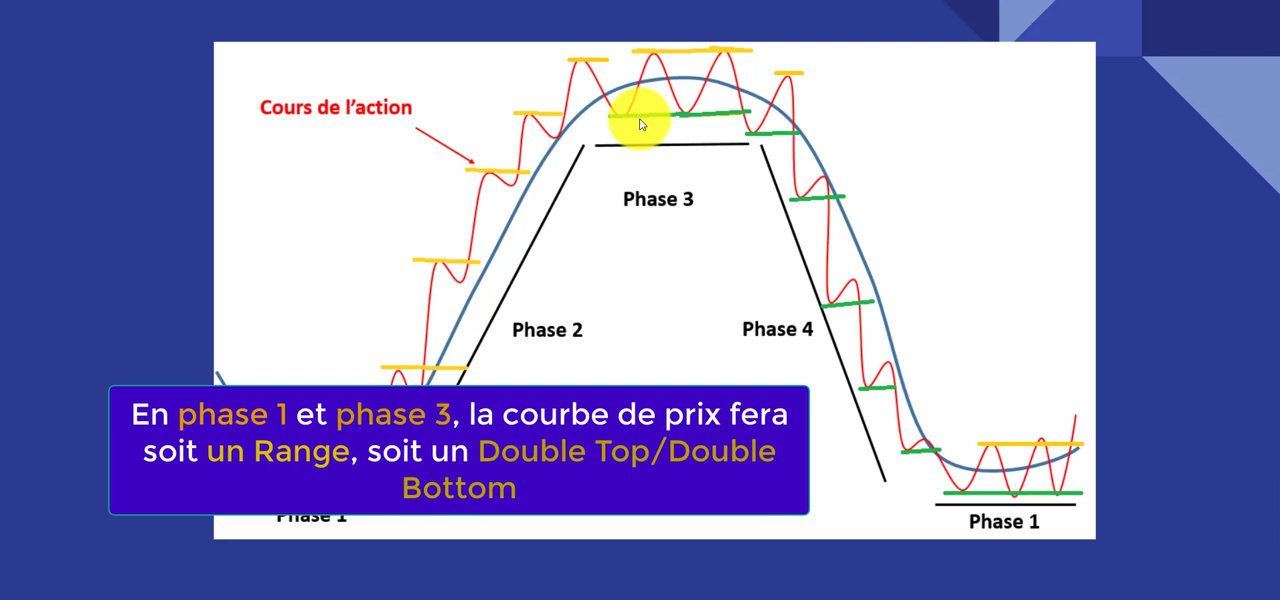 Cours de l’action
Phase 3
Phase 2
Phase 4
En phase 1 et phase 3, la courbe de prix fera
soit un Range, soit un Double Top/Double
Bottom
Phase 1
Phase 1